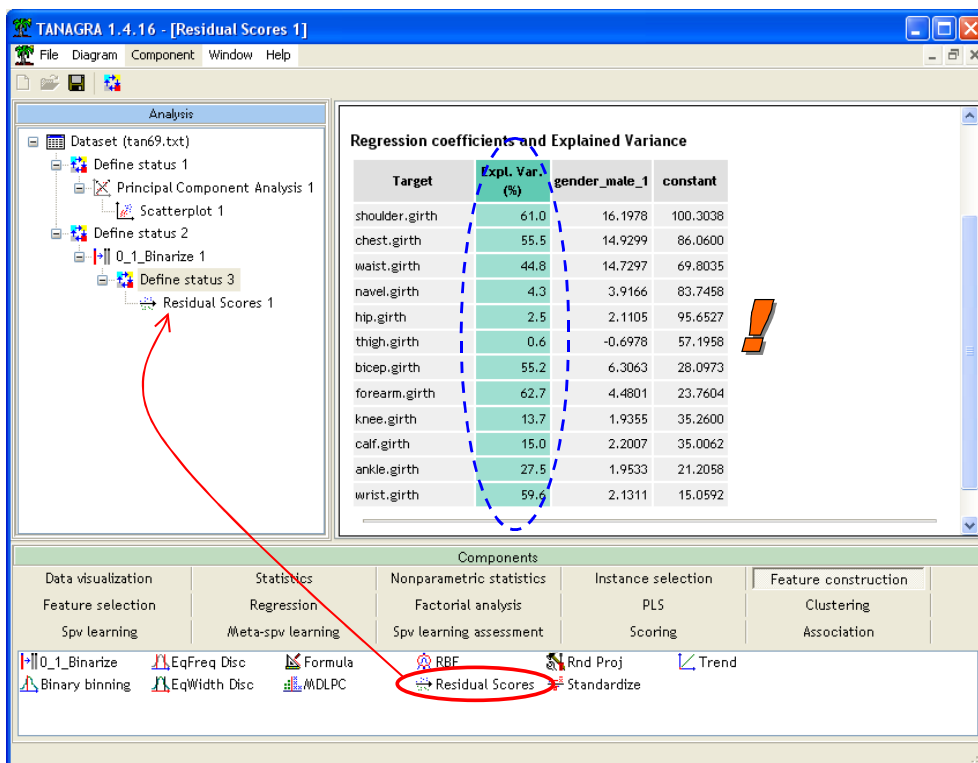 TANAGRA 1.4.16 - [Residual Scores 1]
File Diagram Component Window Help
Analysis
Dataset (tan69.txt)
Define status 1
Principal Component Analysis 1
Scatterplot 1
Define status 2
0_1_Binarize 1
Define status 3
Residual Scores 1
Regression coefficients and Explained Variance
Target Expl. Var. (%) gender_male_1 constant
shoulder.girth 61.0 16.1978 100.3038
chest.girth 55.5 14.9299 86.0600
waist.girth 44.8 14.7297 69.8035
navel.girth 4.3 3.9166 83.7458
hip.girth 2.5 2.1105 95.6527
thigh.girth 0.6 -0.6978 57.1958
bicep.girth 55.2 6.3063 28.0973
forearm.girth 62.7 4.4801 23.7604
knee.girth 13.7 1.9355 35.2600
calf.girth 15.0 2.2007 35.0062
ankle.girth 27.5 1.9533 21.2058
wrist.girth 59.6 2.1311 15.0592
!
Components
Data visualization Statistics Nonparametric statistics Instance selection Feature construction
Feature selection Regression Factorial analysis PLS Clustering
Spv learning Meta-spv learning Spv learning assessment Scoring Association
0_1_Binarize EqFreq Disc Formula RBF Rnd Proj Trend
Binary binning EqWidth Disc MDLPC Residual Scores Standardize